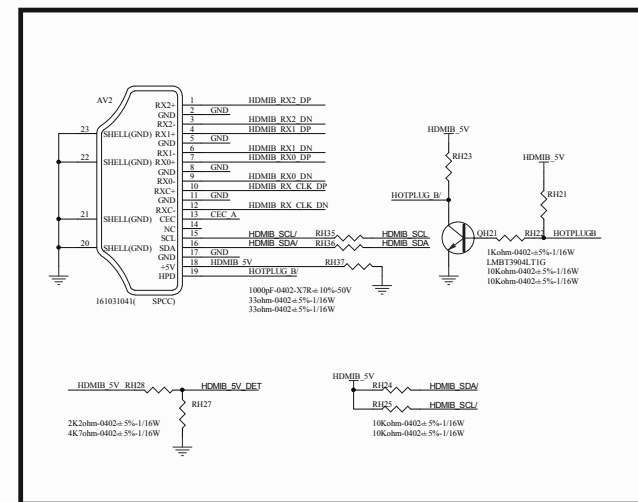 AV2
RX2+ 1 HDMIB_RX2_DP
GND 2 GND
RX2- 3 HDMIB_RX2_DN
23 SHELL(GND) RX1+ 4 HDMIB_RX1_DP
GND 5 GND
RX1- 6 HDMIB_RX1_DN
22 SHELL(GND) RX0+ 7 HDMIB_RX0_DP
GND 8 GND
RX0- 9 HDMIB_RX0_DN
RXC+ 10 HDMIB_RX_CLK_DP
GND 11 GND
RXC- 12 HDMIB_RX_CLK_DN
21 SHELL(GND) CEC 13 CEC_A
NC 14
SCL 15 HDMIB_SCL/ RH35 HDMIB_SCL
20 SHELL(GND) SDA 16 HDMIB_SDA/ RH36 HDMIB_SDA
GND 17 GND
+5V 18 HDMIB_5V RH37
HPD 19 HOTPLUG_B/
161031041( SPCC)
1000pF-0402-X7R-±10%-50V
33ohm-0402-±5%-1/16W
33ohm-0402-±5%-1/16W
HDMIB_5V
RH23
HDMIB_5V
HOTPLUG_B/
RH21
QH21 RH22 HOTPLUGB
1Kohm-0402-±5%-1/16W
LMBT3904LT1G
10Kohm-0402-±5%-1/16W
10Kohm-0402-±5%-1/16W
HDMIB_5V RH28 HDMIB_5V_DET
RH27
2K2ohm-0402-±5%-1/16W
4K7ohm-0402-±5%-1/16W
HDMIB_5V
RH24 HDMIB_SDA/
RH25 HDMIB_SCL/
10Kohm-0402-±5%-1/16W
10Kohm-0402-±5%-1/16W